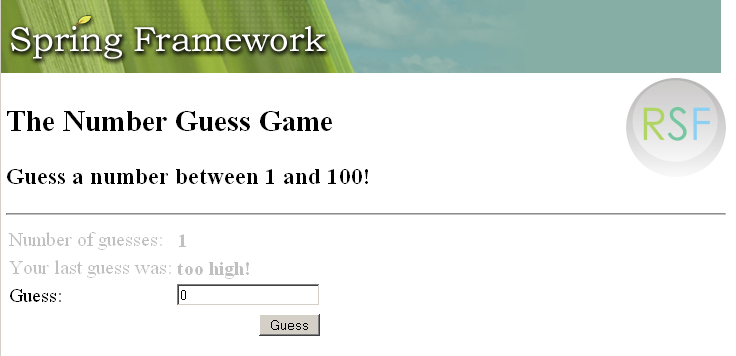 Spring Framework
RSF
The Number Guess Game
Guess a number between 1 and 100!
Number of guesses: 1
Your last guess was: too high!
Guess: 0
Guess